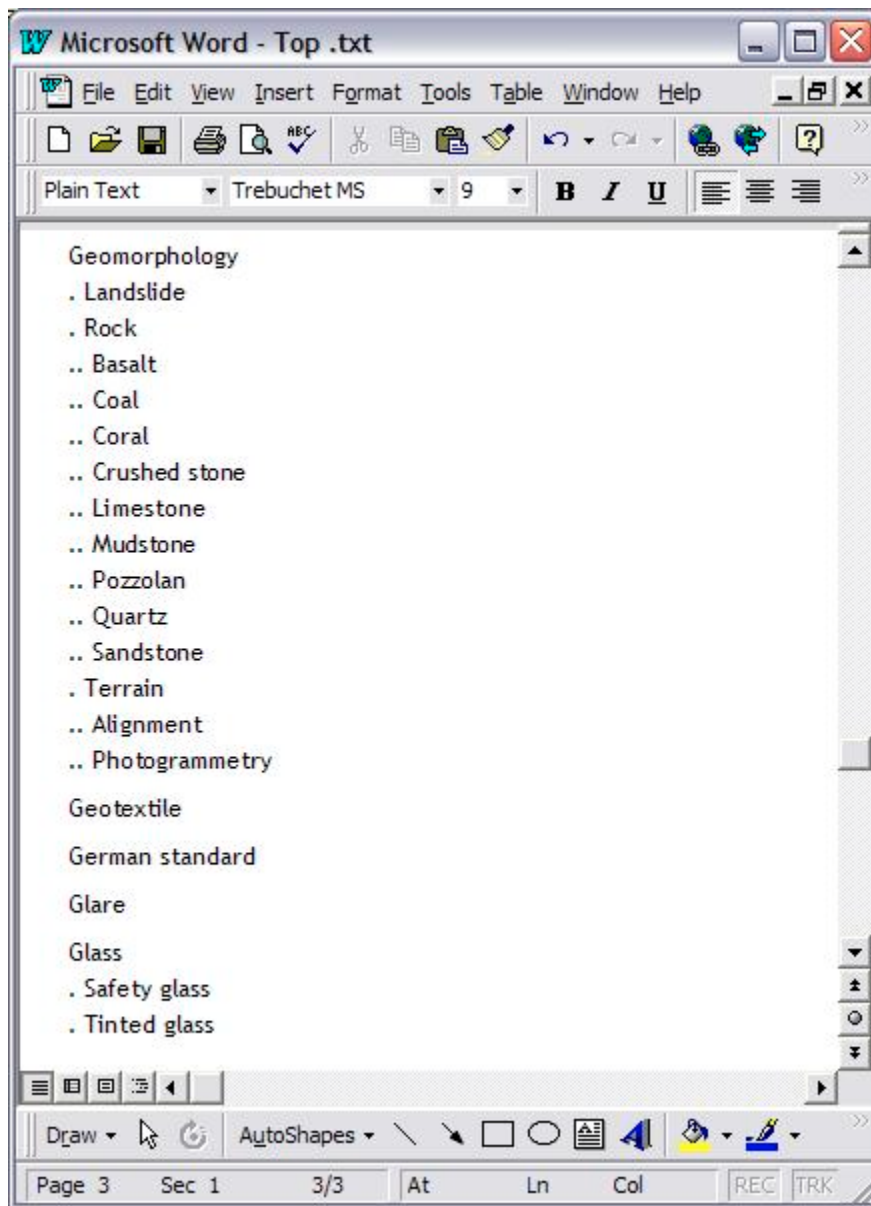 Microsoft Word - Top .txt
File Edit View Insert Format Tools Table Window Help
ABC
Plain Text Trebuchet MS 9 B I U
Geomorphology
. Landslide
. Rock
.. Basalt
.. Coal
.. Coral
.. Crushed stone
.. Limestone
.. Mudstone
.. Pozzolan
.. Quartz
.. Sandstone
. Terrain
.. Alignment
.. Photogrammetry
Geotextile
German standard
Glare
Glass
. Safety glass
. Tinted glass
Draw AutoShapes
Page 3 Sec 1 3/3 At Ln Col REC TRK